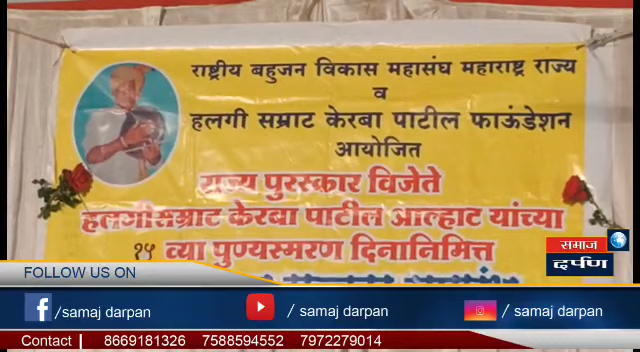 राष्ट्रीय बहुजन विकास महासंघ महाराष्ट्र राज्य
व
हलगी सम्राट केरबा पाटील फाऊंडेशन
आयोजित
राज्य पुरस्कार विजेते
हलगीसम्राट केरबा पाटील आल्हाट यांच्या
१५ व्या पुण्यस्मरण दिनानिमित्त
समाज
दर्पण
FOLLOW US ON
/samaj darpan / samaj darpan / samaj darpan
Contact | 8669181326 7588594552 7972279014